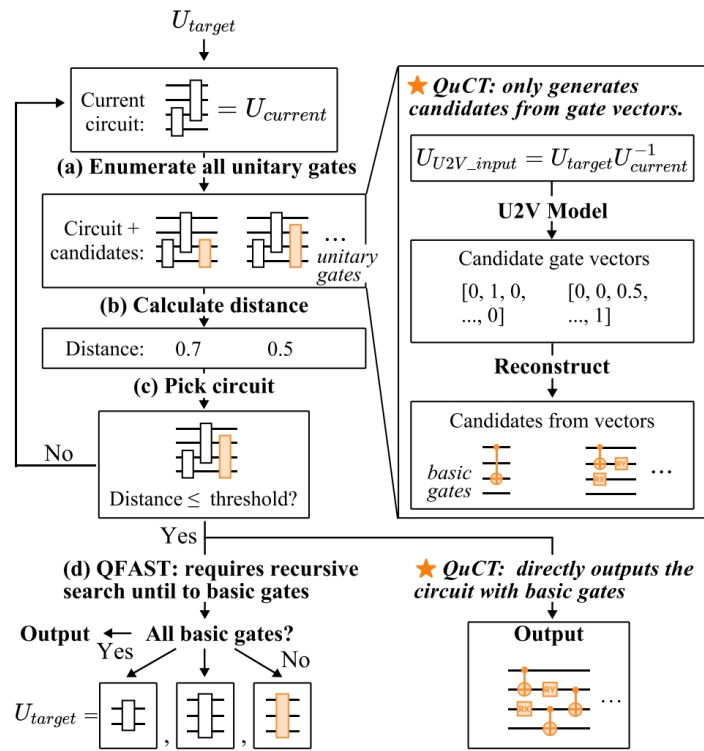 U_target
Current
circuit:
= U_current
(a) Enumerate all unitary gates
Circuit +
candidates:
...
unitary
gates
(b) Calculate distance
Distance: 0.7 0.5
(c) Pick circuit
No
Distance ≤ threshold?
Yes
(d) QFAST: requires recursive
search until to basic gates
Output
All basic gates?
Yes
No
U_target = , ,
★ QuCT: only generates
candidates from gate vectors.
U_U2V_input = U_target U_current^-1
U2V Model
Candidate gate vectors
[0, 1, 0, [0, 0, 0.5,
..., 0] ..., 1]
Reconstruct
Candidates from vectors
basic
gates
RY
RX
...
★ QuCT: directly outputs the
circuit with basic gates
Output
RY
RX
...